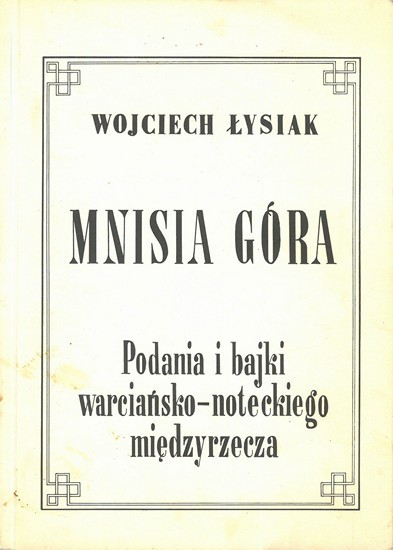 WOJCIECH ŁYSIAK
MNISIA GÓRA
Podania i bajki
warciańsko-noteckiego
międzyrzecza